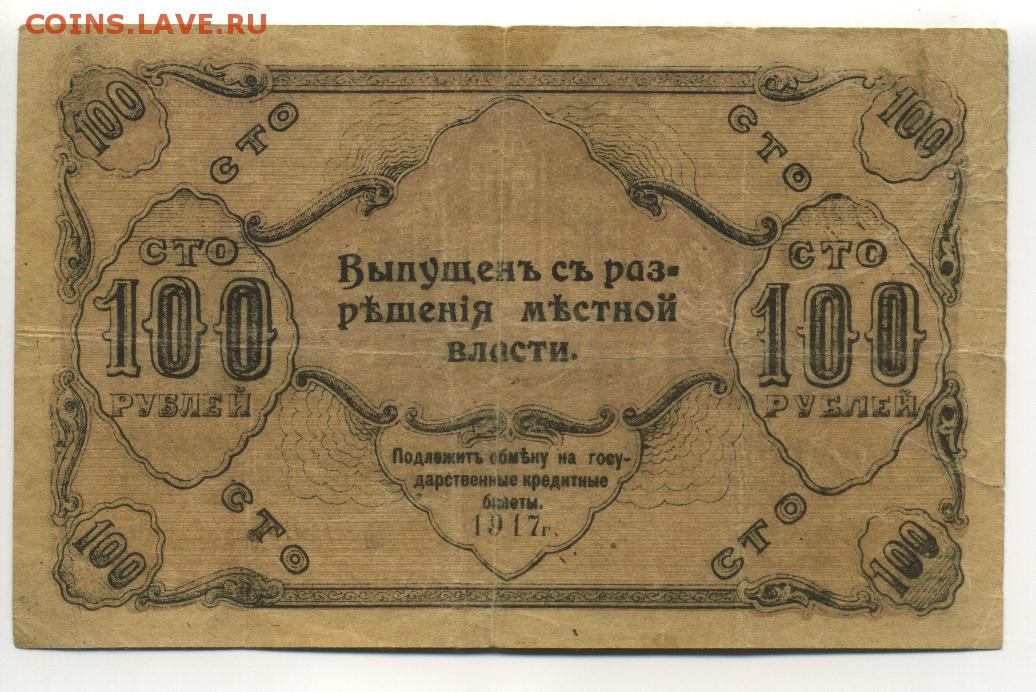 COINS.LAVE.RU
100
100
СТО
СТО
СТО
100
РУБЛЕЙ
Выпущенъ съ раз-
рѣшенія мѣстной
власти.
СТО
100
РУБЛЕЙ
Подлежитъ обмѣну на госу-
дарственные кредитные
билеты.
1917г.
СТО
СТО
100
100